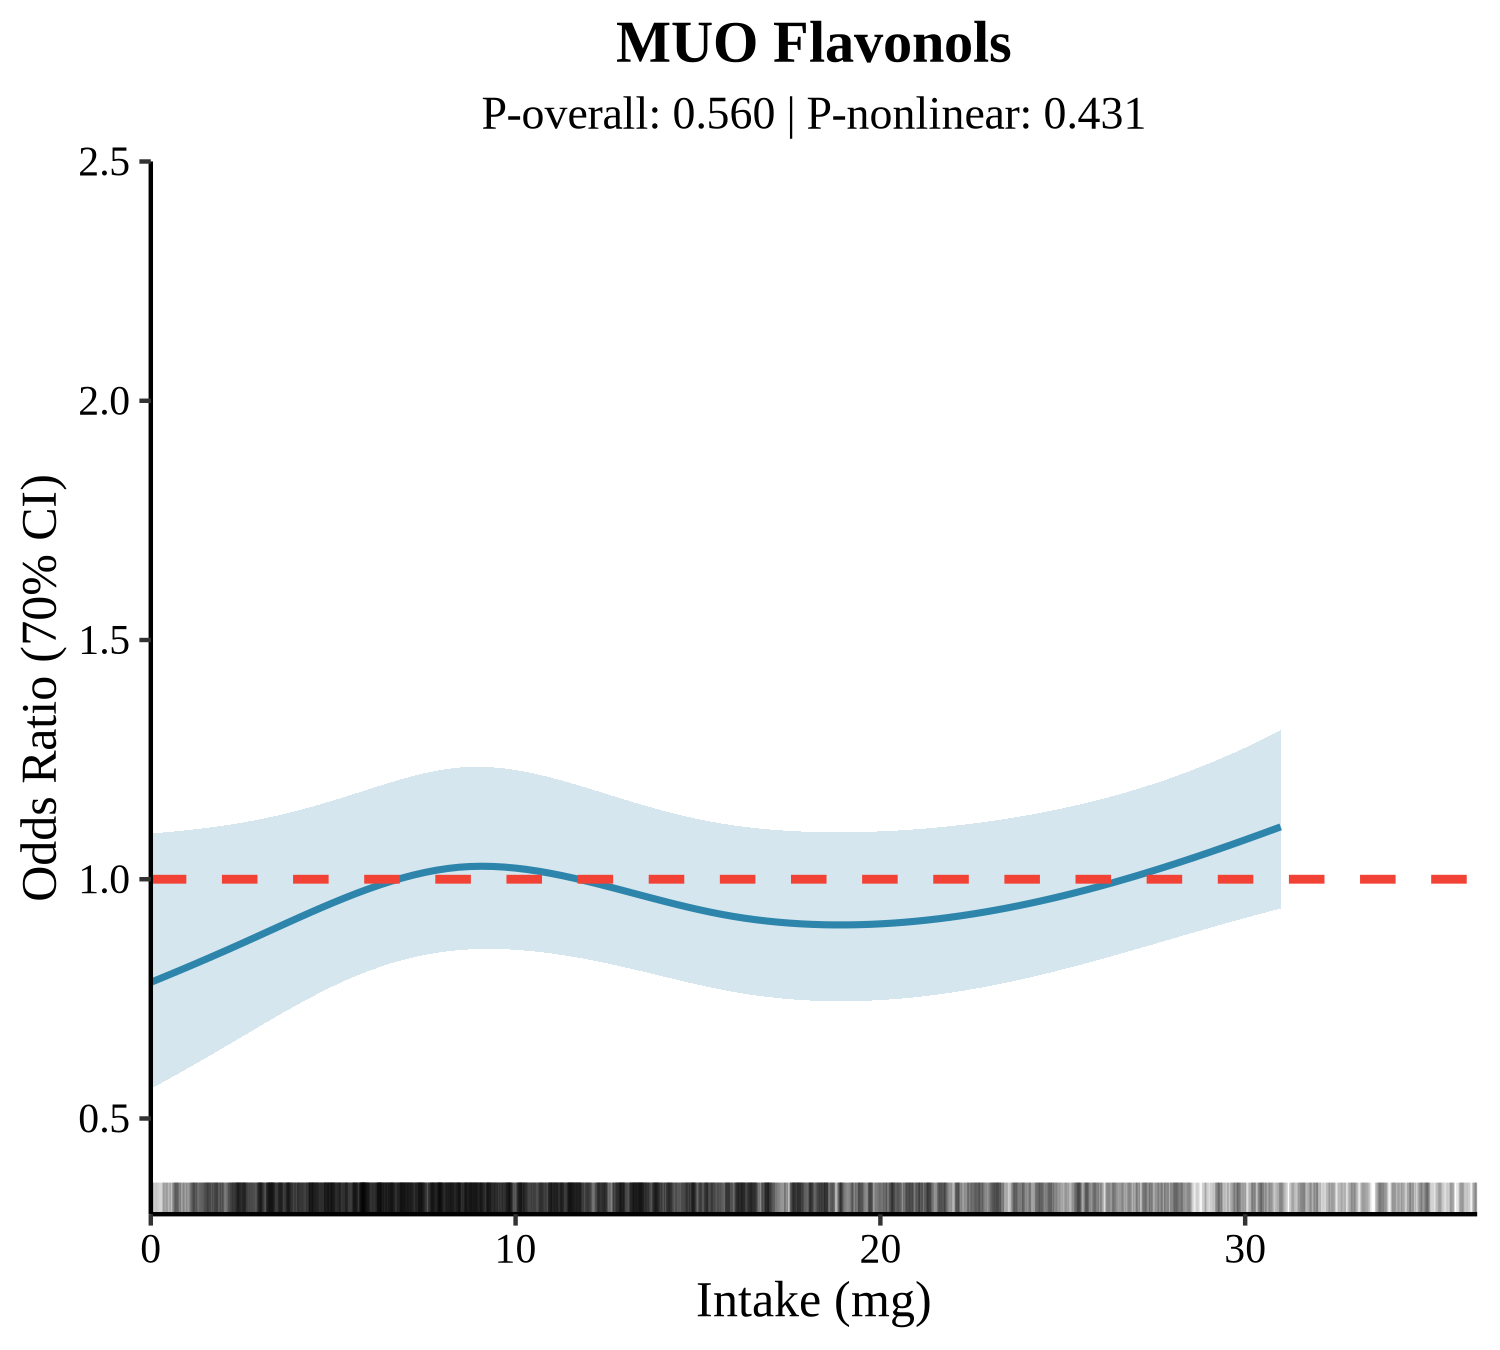 MUO Flavonols
P-overall: 0.560 | P-nonlinear: 0.431
Odds Ratio (70% CI)
2.5
2.0
1.5
1.0
0.5
0 10 20 30
Intake (mg)